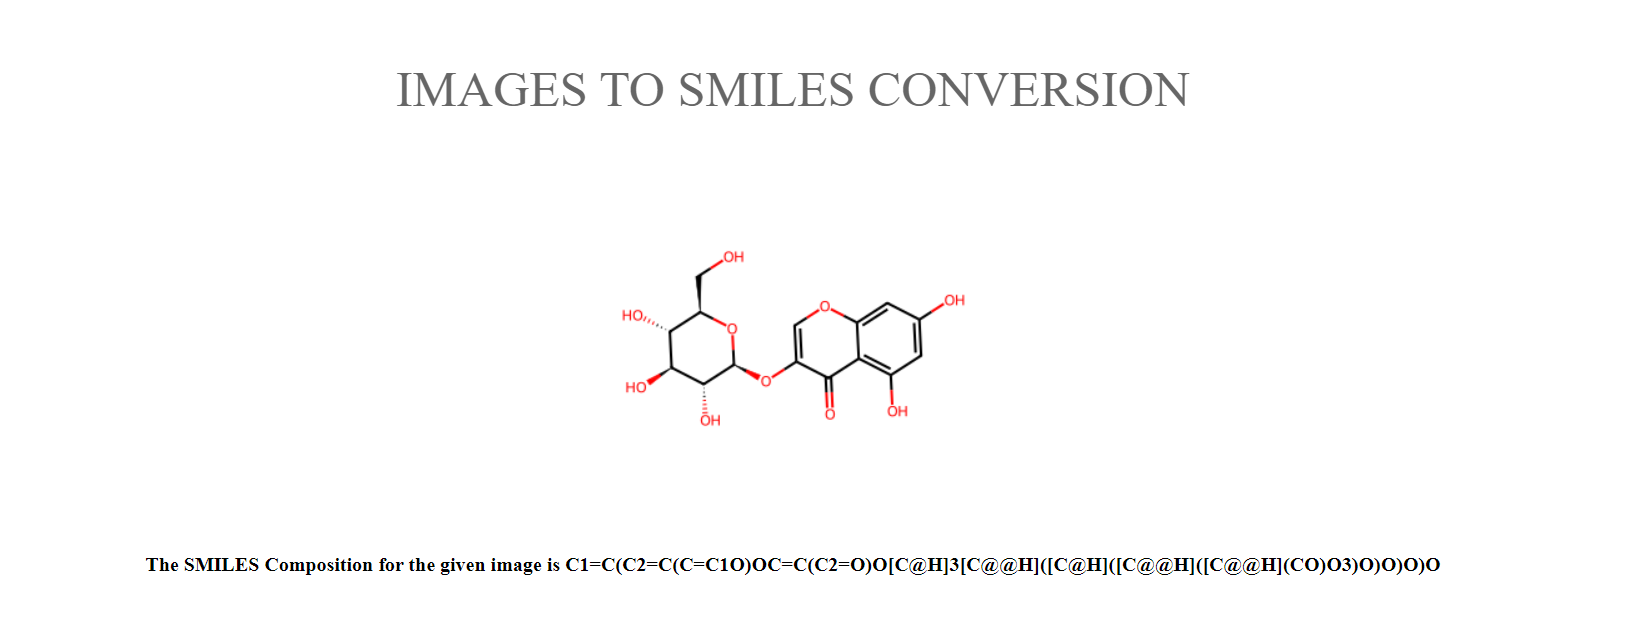 IMAGES TO SMILES CONVERSION
OH
HO
O
O
OH
HO
O
O
OH
OH
OH
The SMILES Composition for the given image is C1=C(C2=C(C=C1O)OC=C(C2=O)O[C@H]3[C@@H]([C@H]([C@@H]([C@@H](CO)O3)O)O)O)O